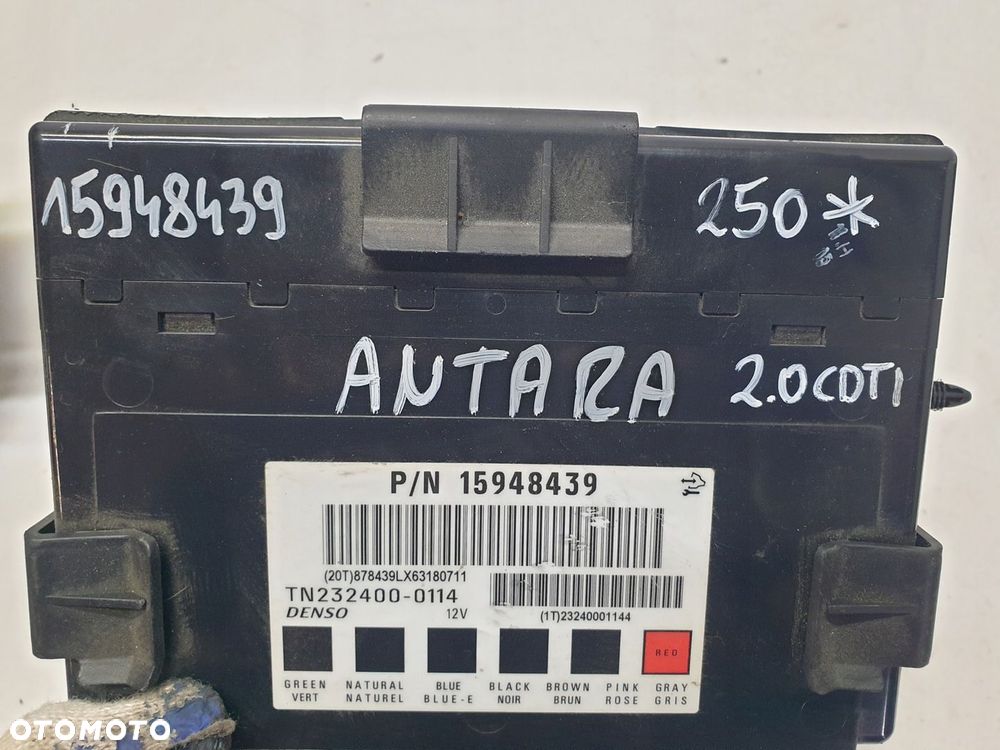 15948439
250*
ANTARA
2.0CDTI
P/N 15948439
(20T)878439LX63180711
TN232400-0114
DENSO 12V
(1T)23240001144
RED
GREEN NATURAL BLUE BLACK BROWN PINK GRAY
VERT NATUREL BLUE-E NOIR BRUN ROSE GRIS
OTOMOTO